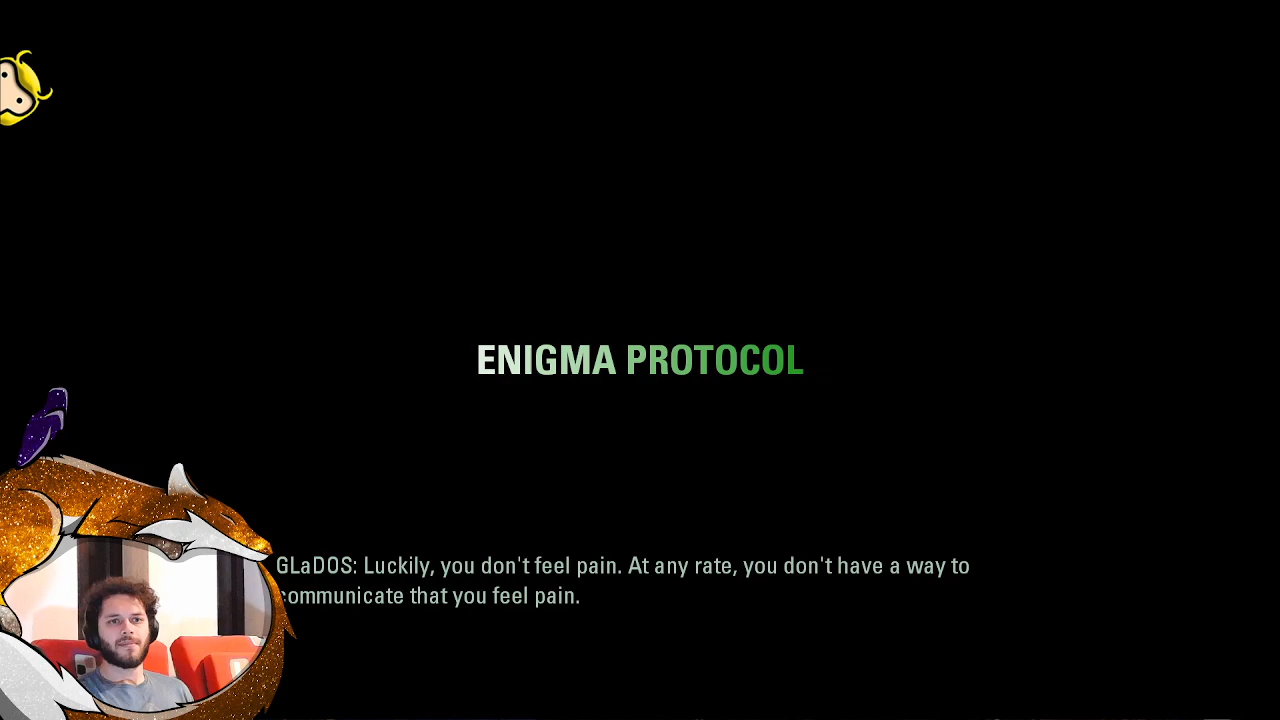 ENIGMA PROTOCOL
GLaDOS: Luckily, you don't feel pain. At any rate, you don't have a way to
communicate that you feel pain.